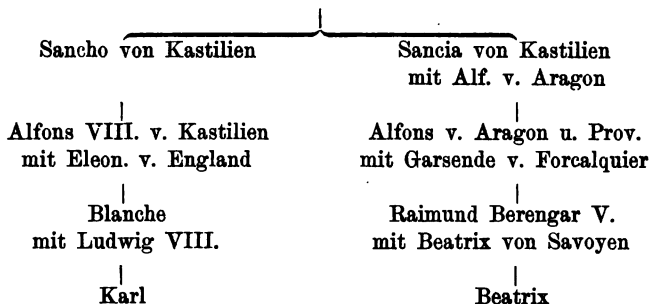 Sancho von Kastilien
Sancia von Kastilien
mit Alf. v. Aragon
Alfons VIII. v. Kastilien
mit Eleon. v. England
Alfons v. Aragon u. Prov.
mit Garsende v. Forcalquier
Blanche
mit Ludwig VIII.
Raimund Berengar V.
mit Beatrix von Savoyen
Karl
Beatrix